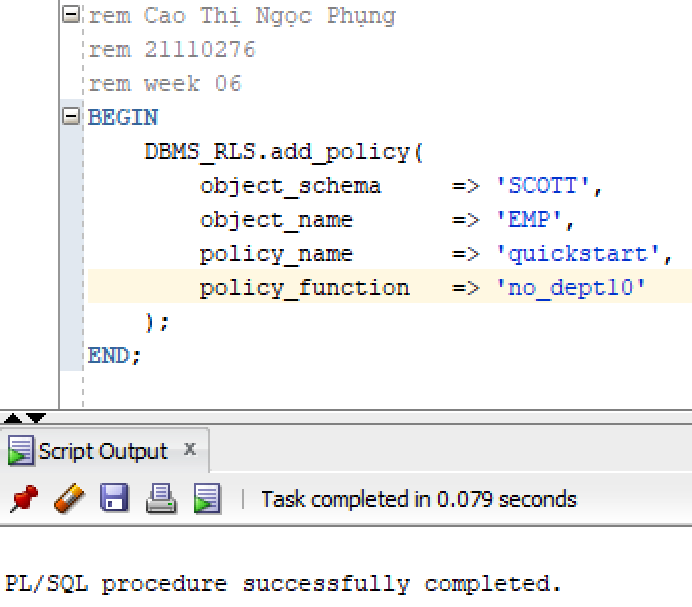 rem Cao Thị Ngọc Phụng
rem 21110276
rem week 06
BEGIN
    DBMS_RLS.add_policy(
        object_schema     => 'SCOTT',
        object_name       => 'EMP',
        policy_name       => 'quickstart',
        policy_function   => 'no_dept10'
    );
END;
Script Output x
Task completed in 0.079 seconds
PL/SQL procedure successfully completed.